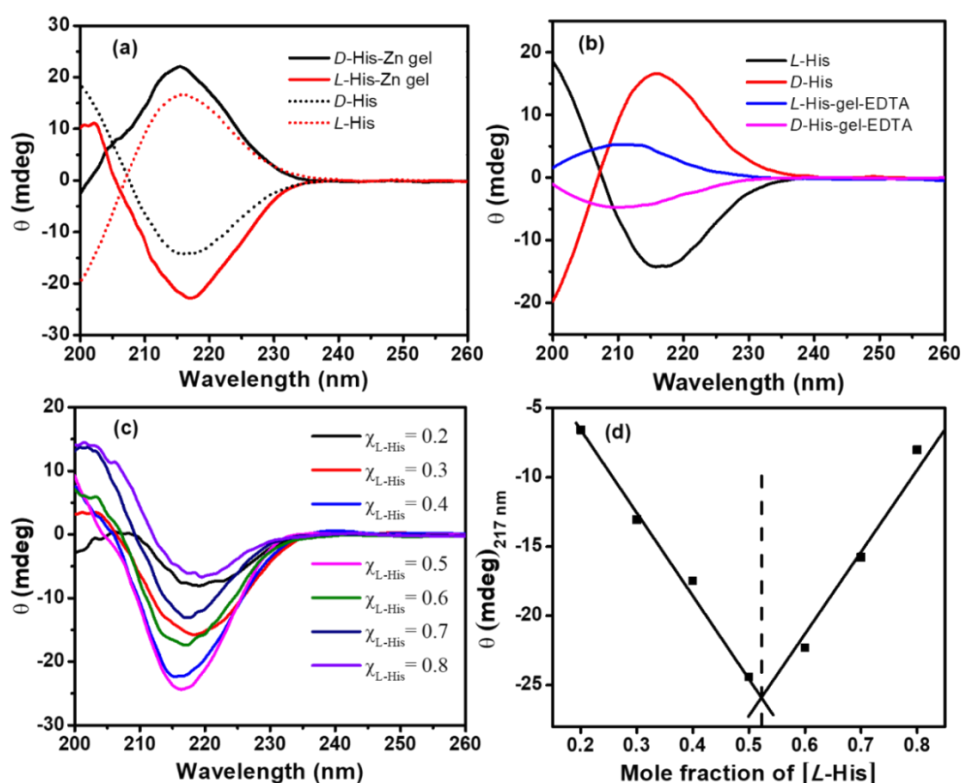 (a)
D-His-Zn gel
L-His-Zn gel
D-His
L-His
30
20
10
0
-10
-20
-30
θ (mdeg)
200 210 220 230 240 250 260
Wavelength (nm)
(b)
L-His
D-His
L-His-gel-EDTA
D-His-gel-EDTA
20
10
0
-10
-20
θ (mdeg)
200 210 220 230 240 250 260
Wavelength (nm)
(c)
χL-His = 0.2
χL-His = 0.3
χL-His = 0.4
χL-His = 0.5
χL-His = 0.6
χL-His = 0.7
χL-His = 0.8
20
10
0
-10
-20
-30
θ (mdeg)
200 210 220 230 240 250 260
Wavelength (nm)
(d)
-5
-10
-15
-20
-25
θ (mdeg)217 nm
0.2 0.3 0.4 0.5 0.6 0.7 0.8
Mole fraction of [L-His]